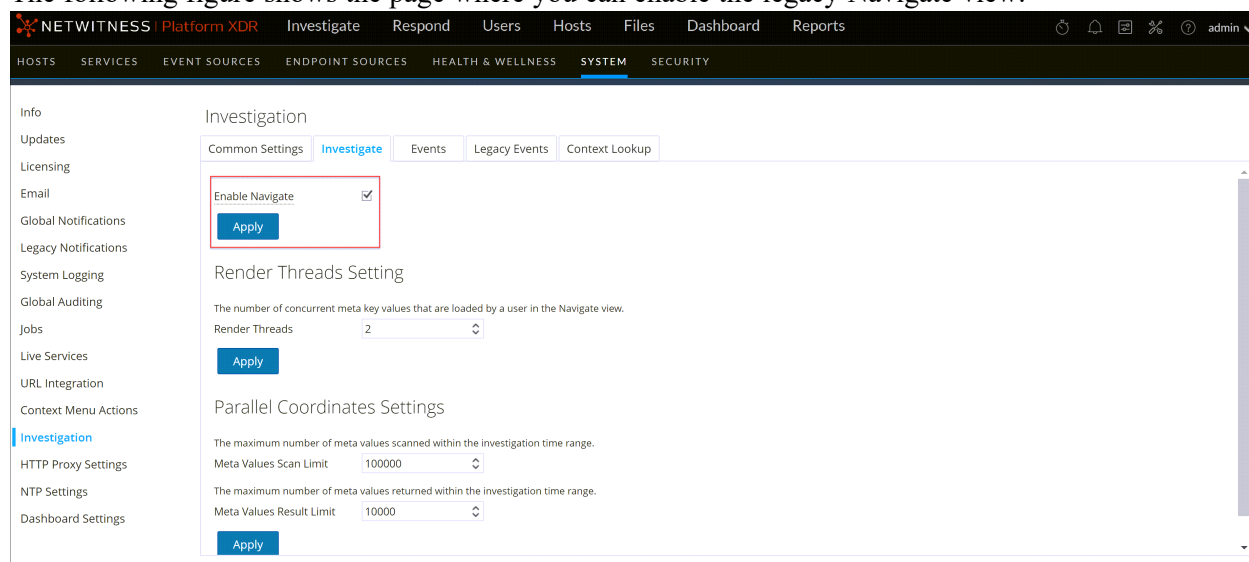 The following figure shows the page where you can enable the legacy Navigate view.
NETWITNESS | Platform XDR Investigate Respond Users Hosts Files Dashboard Reports admin
HOSTS SERVICES EVENT SOURCES ENDPOINT SOURCES HEALTH & WELLNESS SYSTEM SECURITY
Info
Updates
Licensing
Email
Global Notifications
Legacy Notifications
System Logging
Global Auditing
Jobs
Live Services
URL Integration
Context Menu Actions
Investigation
HTTP Proxy Settings
NTP Settings
Dashboard Settings
Investigation
Common Settings Investigate Events Legacy Events Context Lookup
Enable Navigate
Apply
Render Threads Setting
The number of concurrent meta key values that are loaded by a user in the Navigate view.
Render Threads 2
Apply
Parallel Coordinates Settings
The maximum number of meta values scanned within the investigation time range.
Meta Values Scan Limit 100000
The maximum number of meta values returned within the investigation time range.
Meta Values Result Limit 10000
Apply